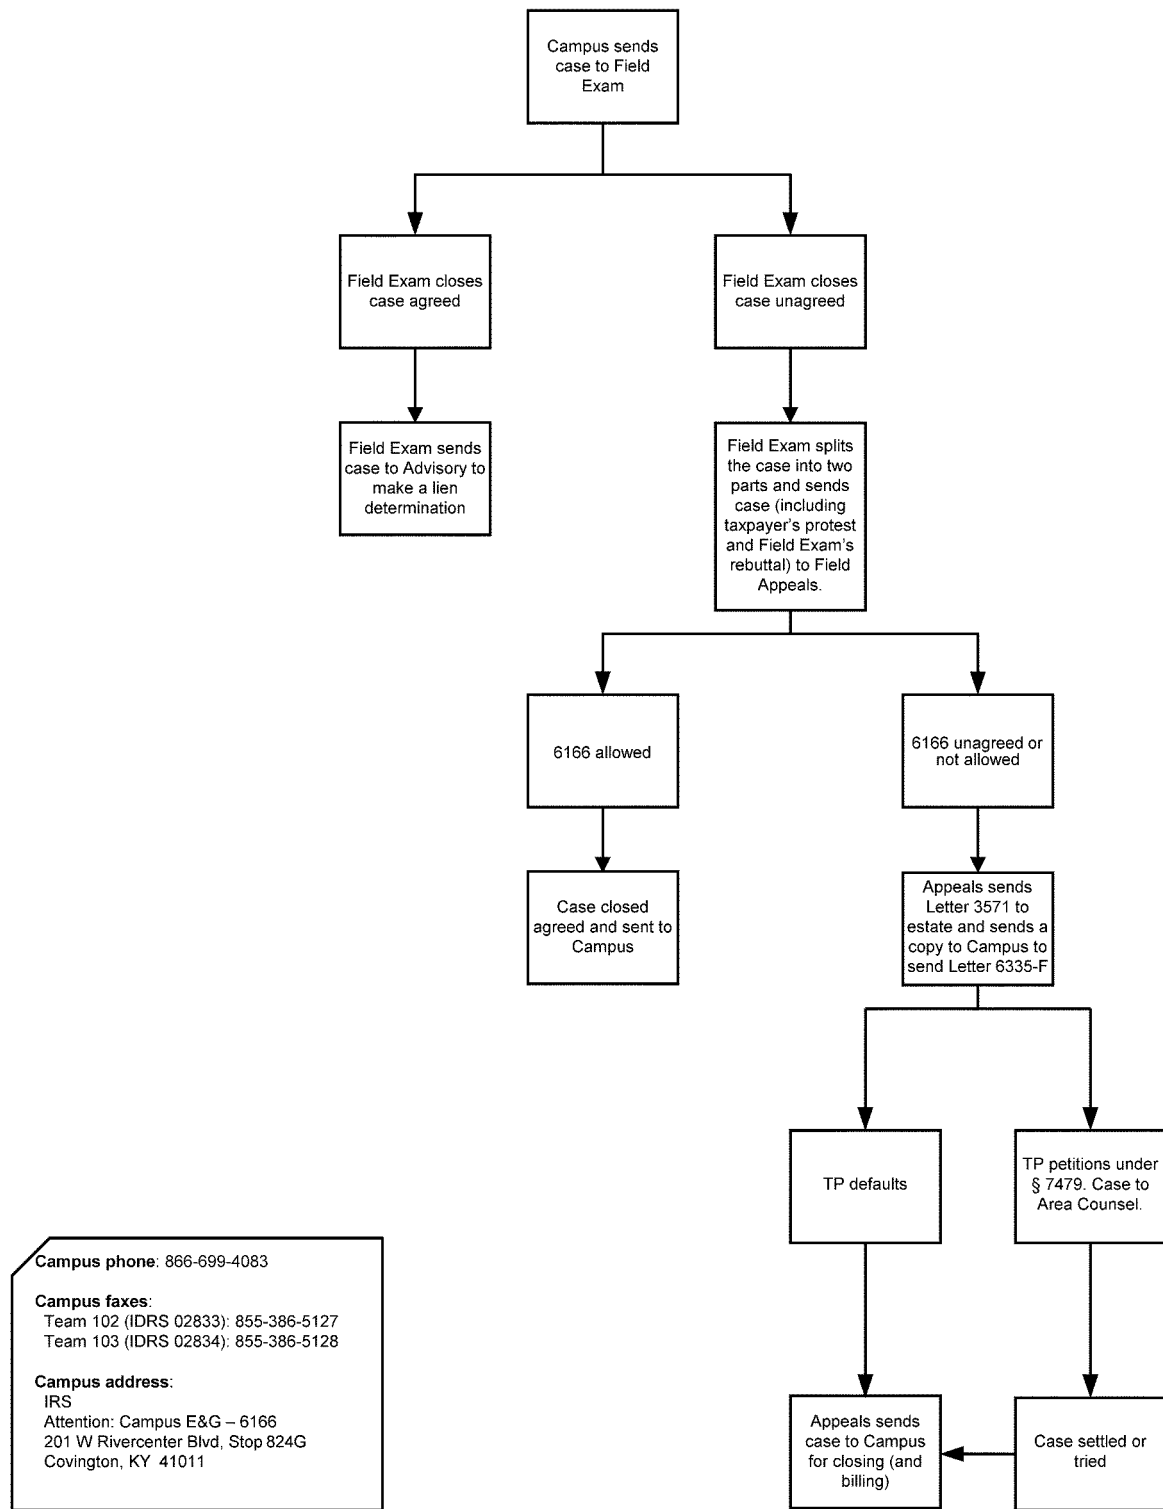 Campus sends
case to Field
Exam
Field Exam closes
case agreed
Field Exam closes
case unagreed
Field Exam sends
case to Advisory to
make a lien
determination
Field Exam splits
the case into two
parts and sends
case (including
taxpayer's protest
and Field Exam's
rebuttal) to Field
Appeals.
6166 allowed
6166 unagreed or
not allowed
Case closed
agreed and sent to
Campus
Appeals sends
Letter 3571 to
estate and sends a
copy to Campus to
send Letter 6335-F
TP defaults
TP petitions under
§ 7479. Case to
Area Counsel.
Appeals sends
case to Campus
for closing (and
billing)
Case settled or
tried
Campus phone: 866-699-4083
Campus faxes:
Team 102 (IDRS 02833): 855-386-5127
Team 103 (IDRS 02834): 855-386-5128
Campus address:
IRS
Attention: Campus E&G – 6166
201 W Rivercenter Blvd, Stop 824G
Covington, KY 41011